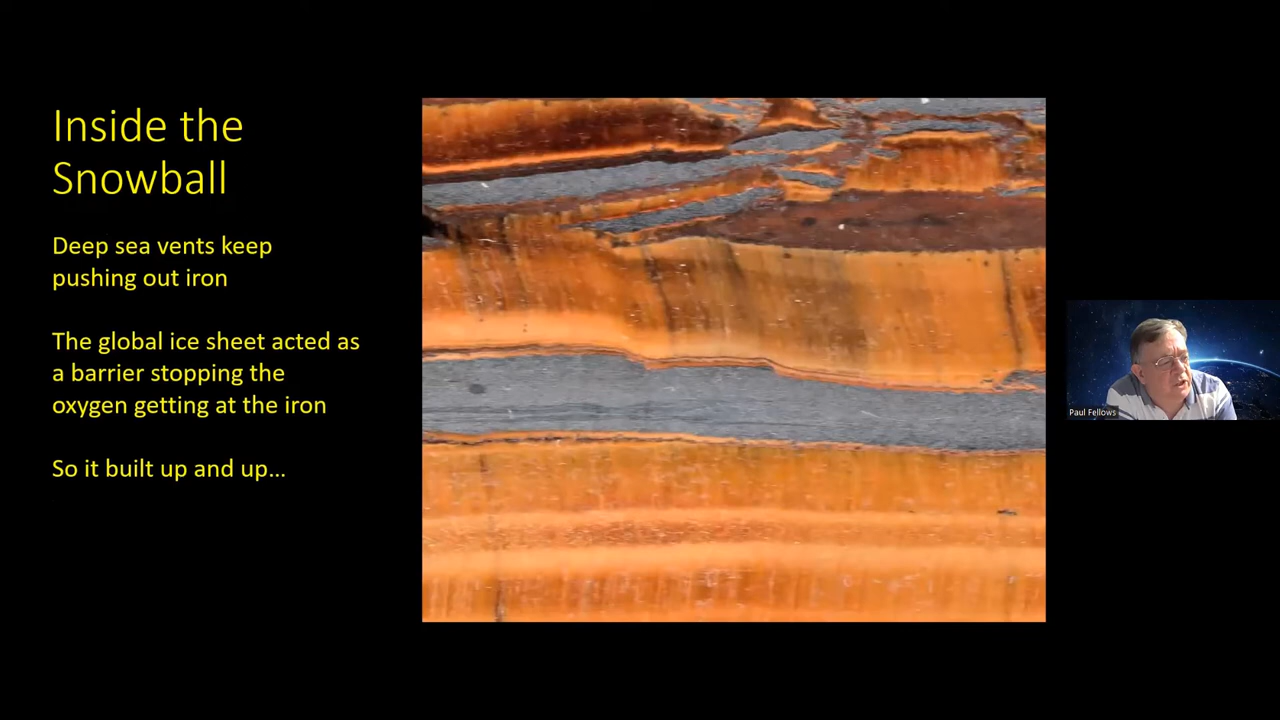 Inside the
Snowball
Deep sea vents keep
pushing out iron
The global ice sheet acted as
a barrier stopping the
oxygen getting at the iron
So it built up and up...
Paul Fellows